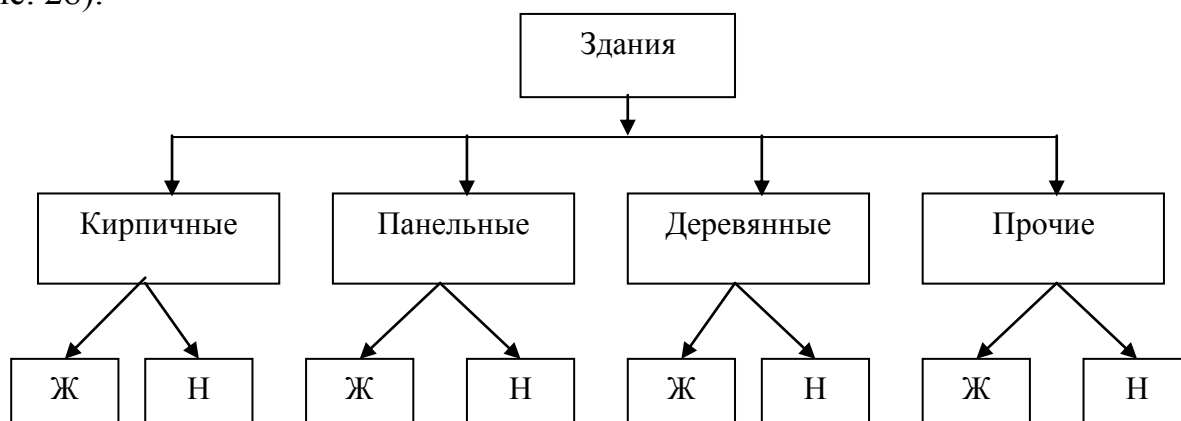 Здания
Кирпичные Панельные Деревянные Прочие
Ж Н Ж Н Ж Н Ж Н